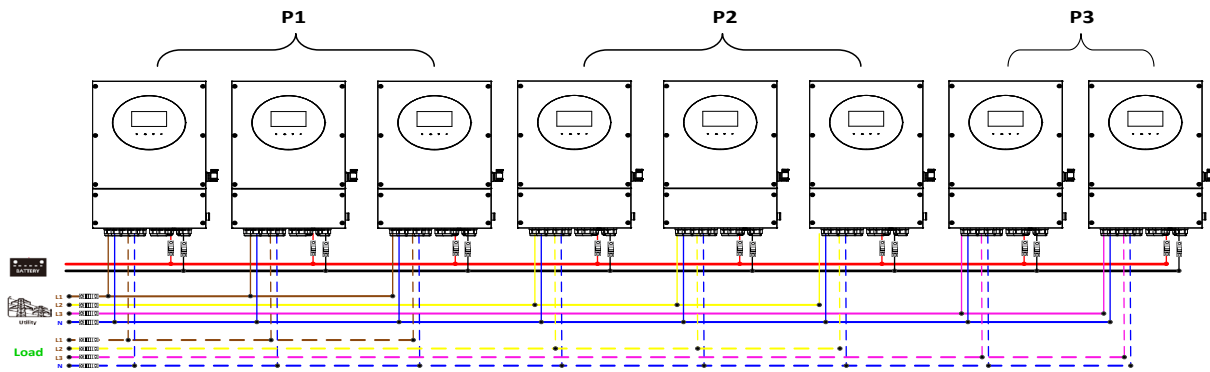 P1 P2 P3
BATTERY
L1
L2
L3
N
Utility
Load
L1
L2
L3
N